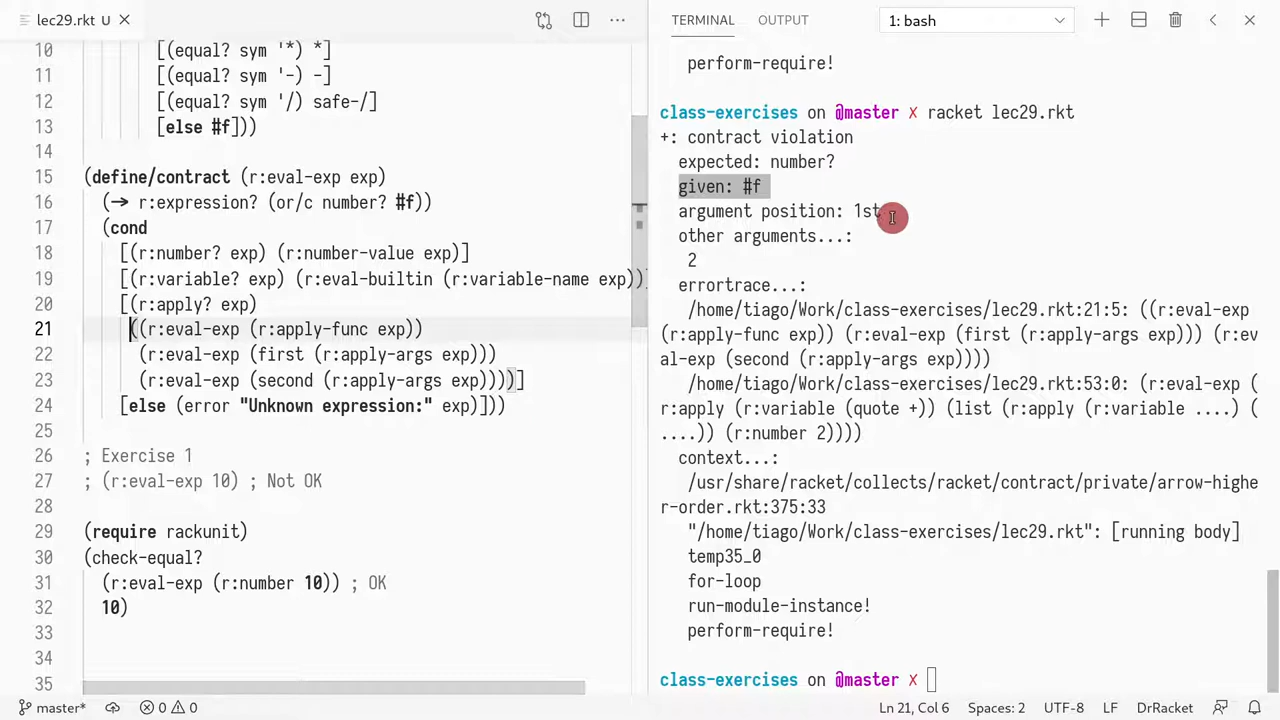 lec29.rkt U
10 [(equal? sym '*) *]
11 [(equal? sym '-) -]
12 [(equal? sym '/) safe-/]
13 [else #f]))
14
15 (define/contract (r:eval-exp exp)
16 (→ r:expression? (or/c number? #f))
17 (cond
18 [(r:number? exp) (r:number-value exp)]
19 [(r:variable? exp) (r:eval-builtin (r:variable-name exp))
20 [(r:apply? exp)
21 ((r:eval-exp (r:apply-func exp))
22 (r:eval-exp (first (r:apply-args exp)))
23 (r:eval-exp (second (r:apply-args exp))))]
24 [else (error "Unknown expression:" exp)]))
25
26 ; Exercise 1
27 ; (r:eval-exp 10) ; Not OK
28
29 (require rackunit)
30 (check-equal?
31 (r:eval-exp (r:number 10)) ; OK
32 10)
33
34
35
TERMINAL OUTPUT 1: bash
perform-require!
class-exercises on @master ✗ racket lec29.rkt
+: contract violation
expected: number?
given: #f
argument position: 1st
other arguments...:
2
errortrace...:
/home/tiago/Work/class-exercises/lec29.rkt:21:5: ((r:eval-exp
(r:apply-func exp)) (r:eval-exp (first (r:apply-args exp))) (r:ev
al-exp (second (r:apply-args exp))))
/home/tiago/Work/class-exercises/lec29.rkt:53:0: (r:eval-exp (
r:apply (r:variable (quote +)) (list (r:apply (r:variable ....) (
....)) (r:number 2))))
context...:
/usr/share/racket/collects/racket/contract/private/arrow-highe
r-order.rkt:375:33
"/home/tiago/Work/class-exercises/lec29.rkt": [running body]
temp35_0
for-loop
run-module-instance!
perform-require!
class-exercises on @master ✗
master* 0 0 Ln 21, Col 6 Spaces: 2 UTF-8 LF DrRacket